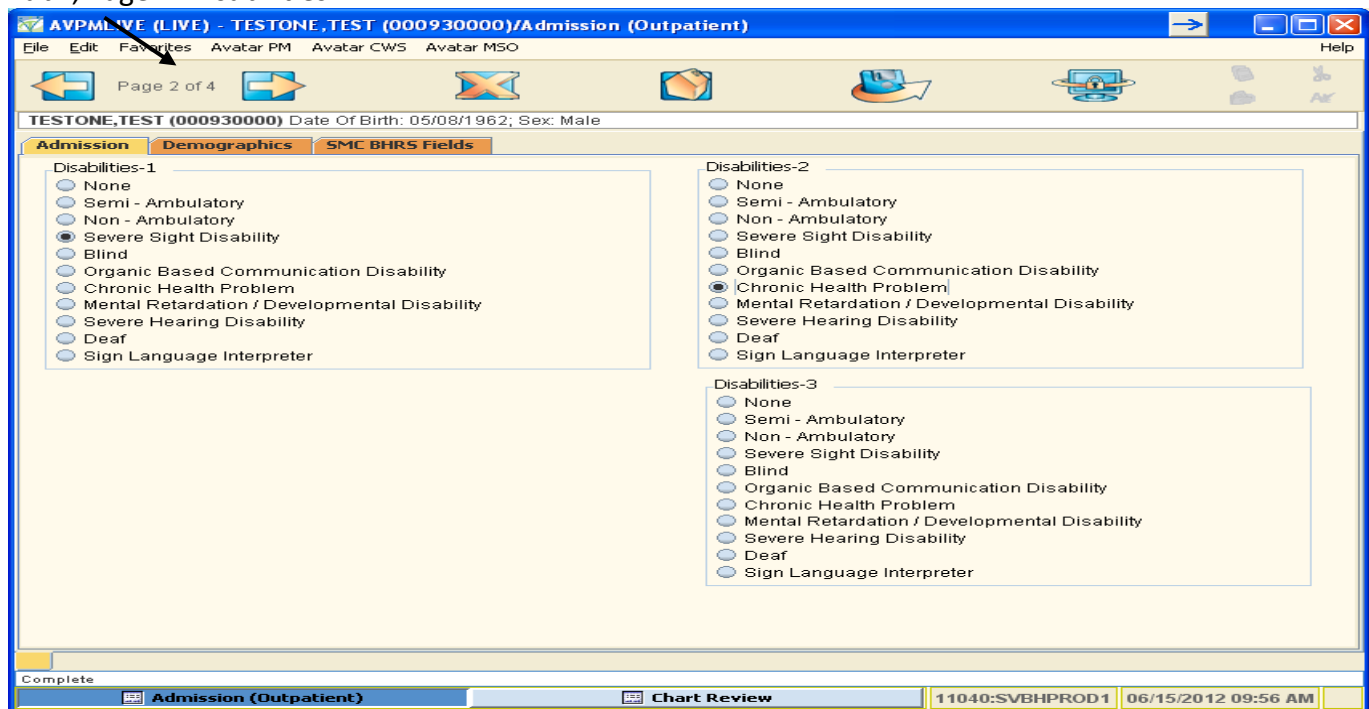 AVPMLIVE (LIVE) - TESTONE,TEST (000930000)/Admission (Outpatient)
File Edit Favorites Avatar PM Avatar CWS Avatar MSO Help
Page 2 of 4
TESTONE,TEST (000930000) Date Of Birth: 05/08/1962; Sex: Male
Admission Demographics SMC BHRS Fields
Disabilities-1
None
Semi - Ambulatory
Non - Ambulatory
Severe Sight Disability
Blind
Organic Based Communication Disability
Chronic Health Problem
Mental Retardation / Developmental Disability
Severe Hearing Disability
Deaf
Sign Language Interpreter
Disabilities-2
None
Semi - Ambulatory
Non - Ambulatory
Severe Sight Disability
Blind
Organic Based Communication Disability
Chronic Health Problem
Mental Retardation / Developmental Disability
Severe Hearing Disability
Deaf
Sign Language Interpreter
Disabilities-3
None
Semi - Ambulatory
Non - Ambulatory
Severe Sight Disability
Blind
Organic Based Communication Disability
Chronic Health Problem
Mental Retardation / Developmental Disability
Severe Hearing Disability
Deaf
Sign Language Interpreter
Complete
Admission (Outpatient) Chart Review 11040:SVBHPROD1 06/15/2012 09:56 AM